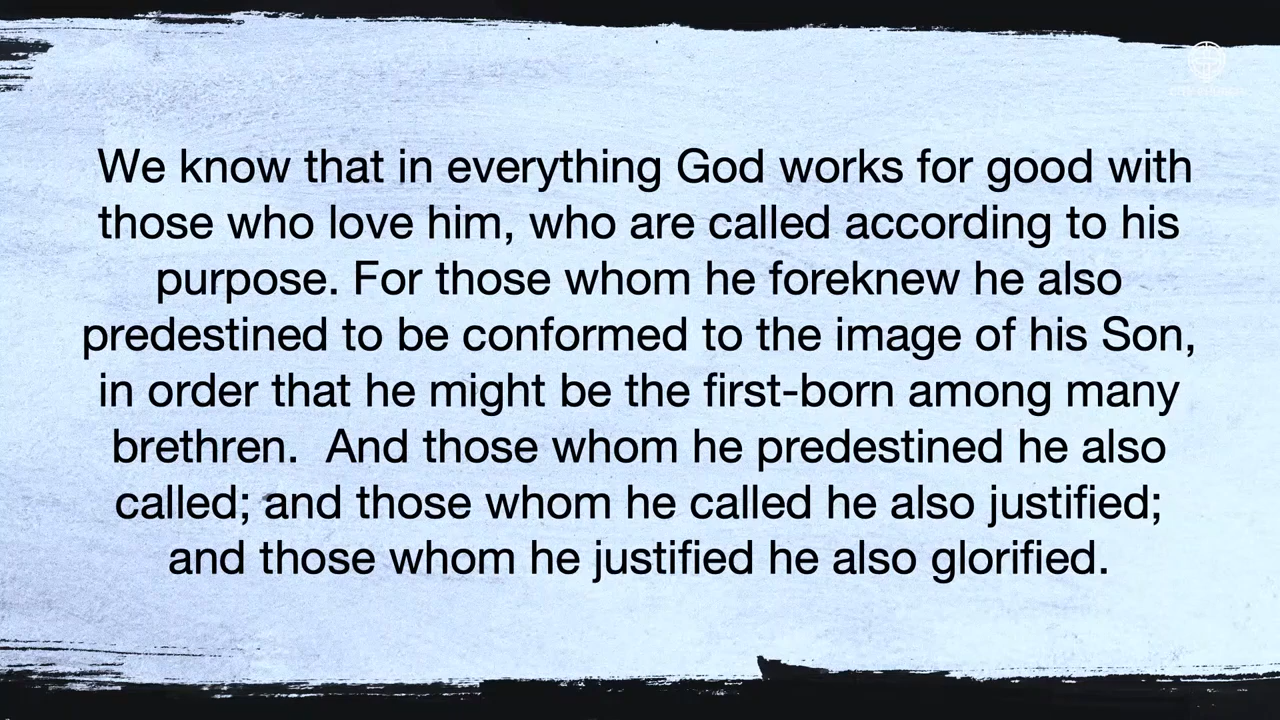 We know that in everything God works for good with
those who love him, who are called according to his
purpose. For those whom he foreknew he also
predestined to be conformed to the image of his Son,
in order that he might be the first-born among many
brethren.  And those whom he predestined he also
called; and those whom he called he also justified;
and those whom he justified he also glorified.